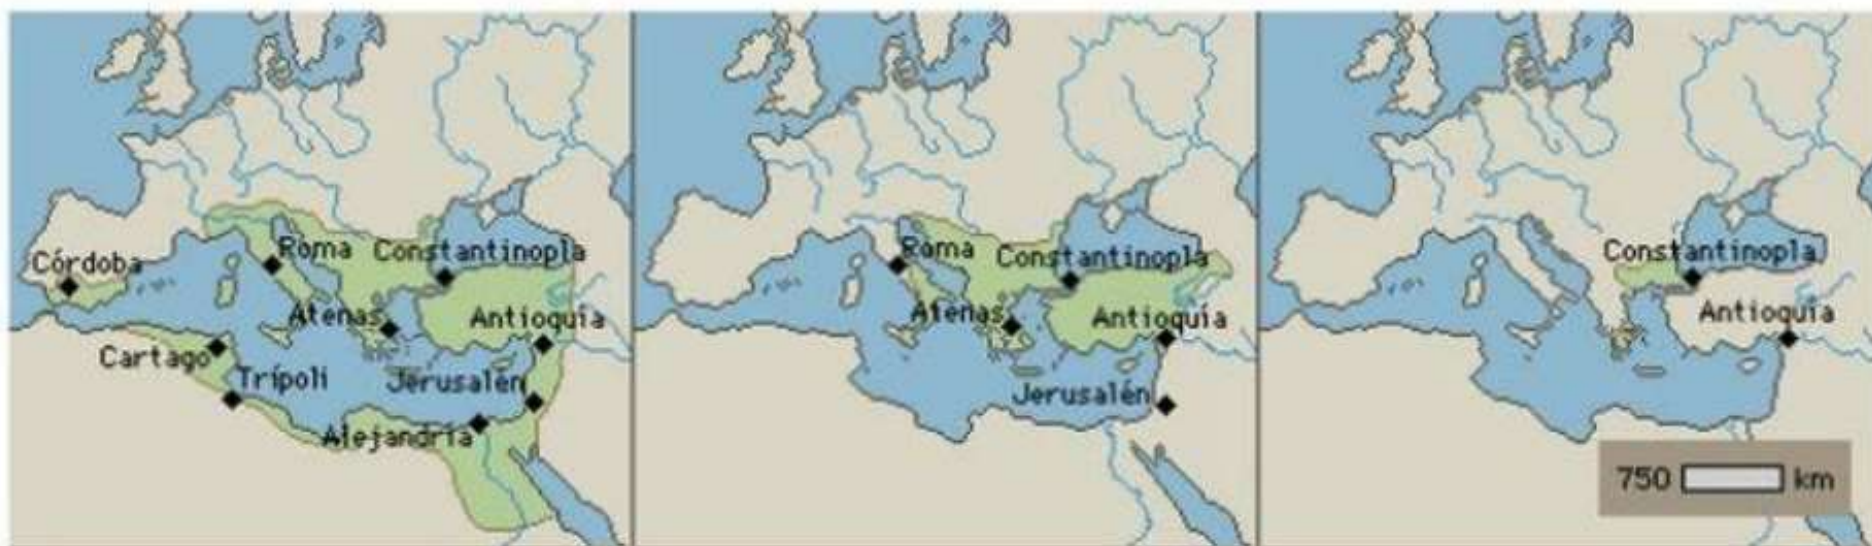 Roma
Constantinopla
Córdoba
Atenas
Antioquía
Cartago
Trípoli
Jerusalén
Alejandría
Roma
Constantinopla
Atenas
Antioquía
Jerusalén
Constantinopla
Antioquía
750 km